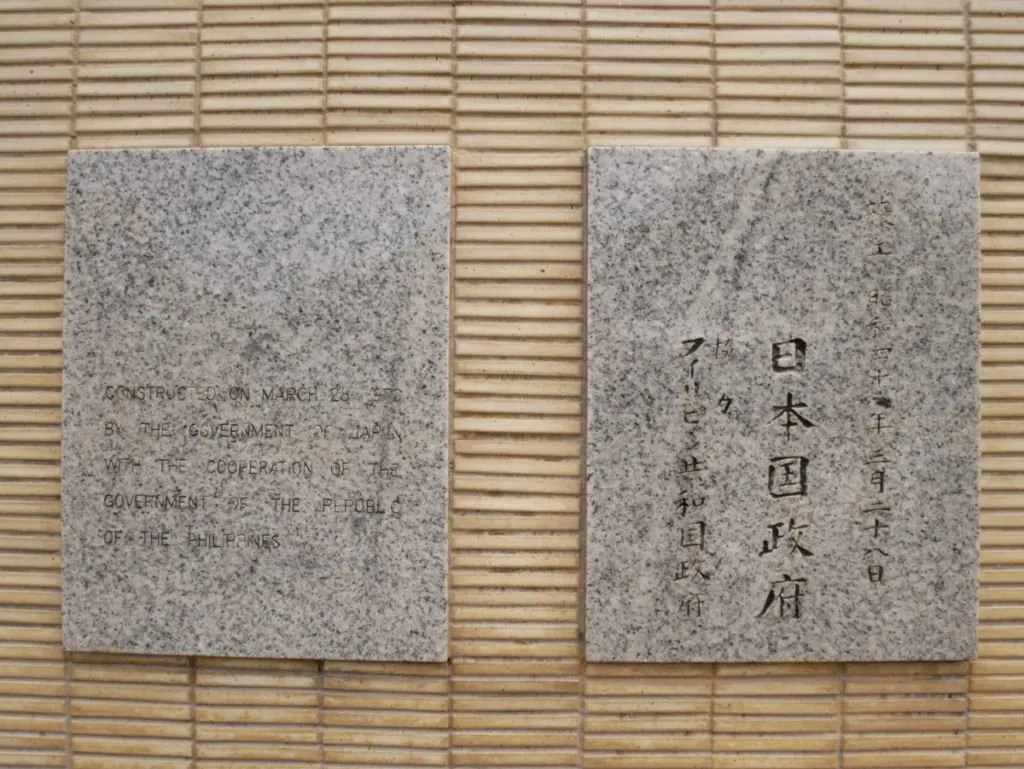 CONSTRUCTED ON MARCH 28 1973
BY THE GOVERNMENT OF JAPAN
WITH THE COOPERATION OF THE
GOVERNMENT OF THE REPUBLIC
OF THE PHILIPPINES
竣工 昭和四十八年三月二十八日
日本国政府
協力
フィリピン共和国政府